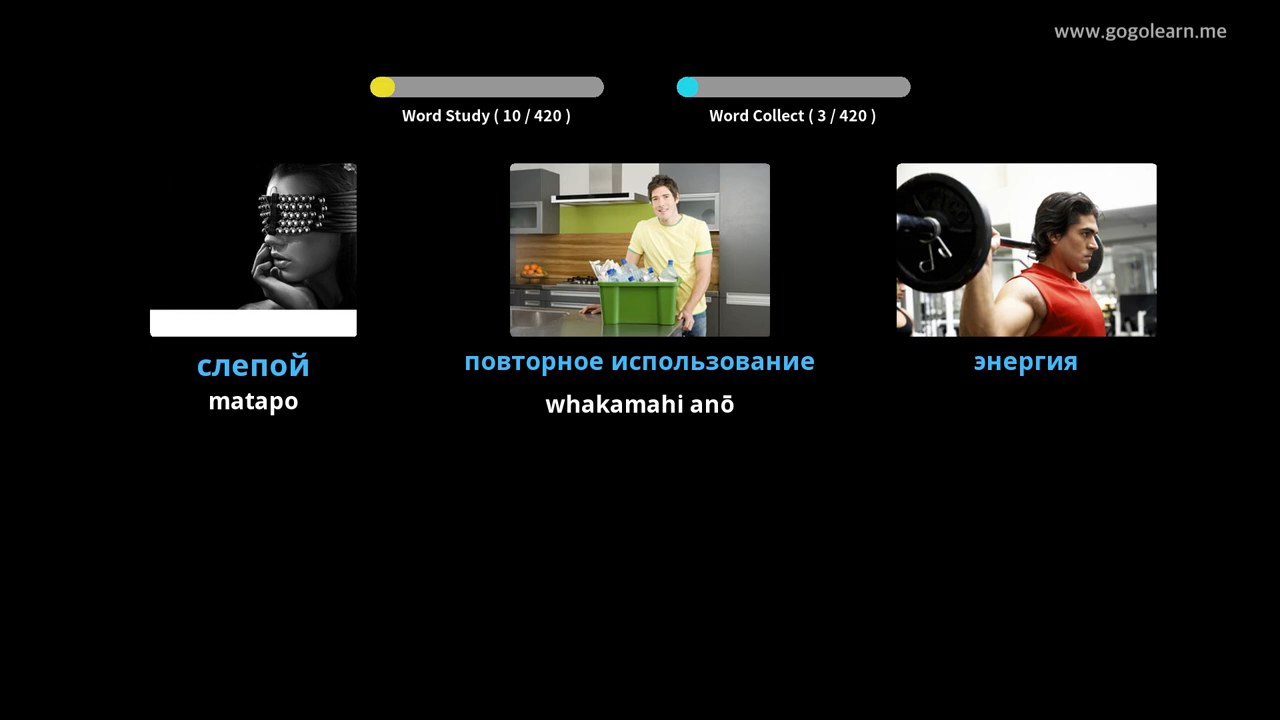 www.gogolearn.me
Word Study ( 10 / 420 )
Word Collect ( 3 / 420 )
слепой
matapo
повторное использование
whakamahi anō
энергия